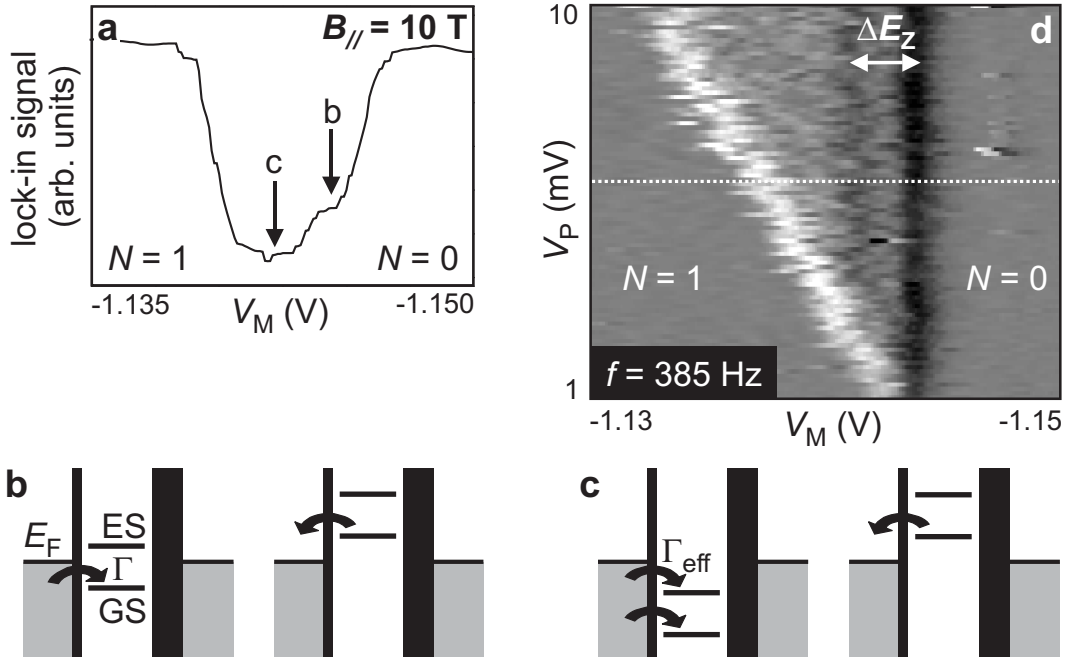 a
B// = 10 T
lock-in signal
(arb. units)
b
c
N = 1
N = 0
-1.135
VM (V)
-1.150
10
d
ΔEZ
VP (mV)
N = 1
N = 0
f = 385 Hz
1
-1.13
VM (V)
-1.15
b
EF
ES
Γ
GS
c
Γeff